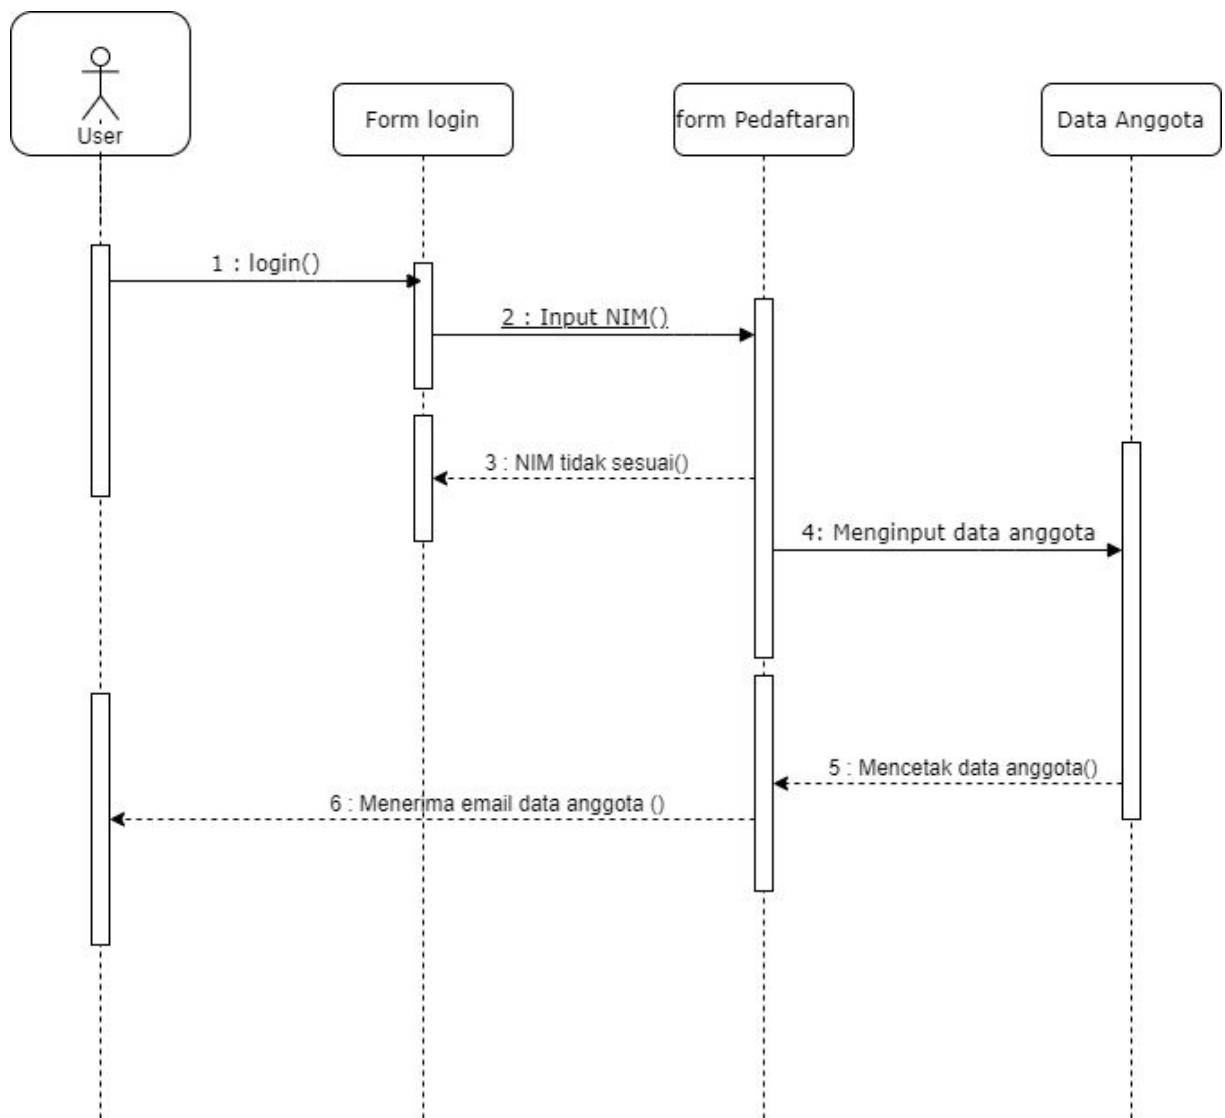 User
Form login
form Pedaftaran
Data Anggota
1 : login()
2 : Input NIM()
3 : NIM tidak sesuai()
4: Menginput data anggota
5 : Mencetak data anggota()
6 : Menerima email data anggota ()